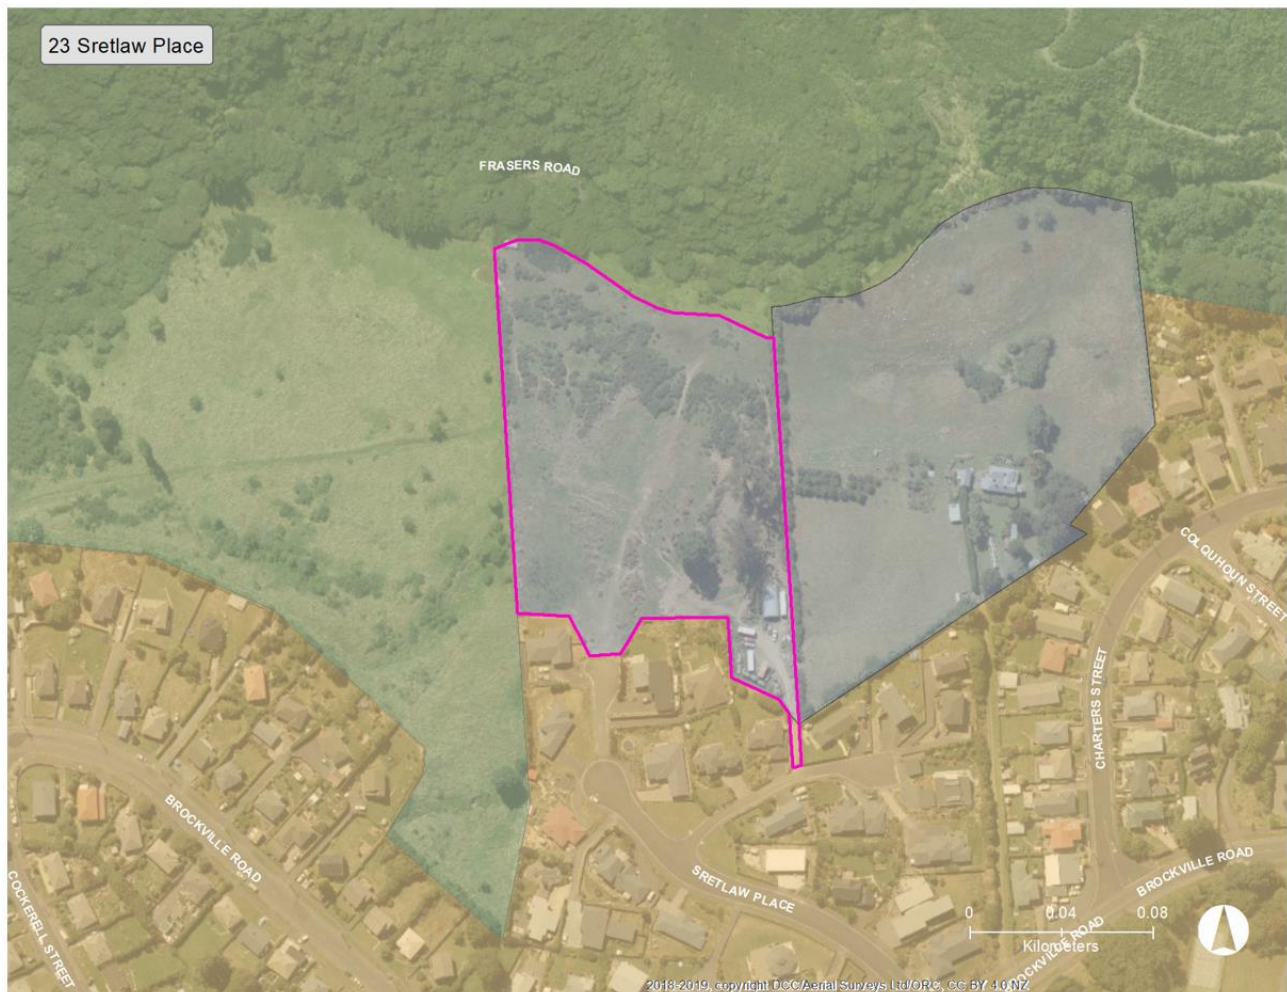 23 Sretlaw Place
FRASERS ROAD
COLQUHOUN STREET
CHARTERS STREET
BROCKVILLE ROAD
BROCKVILLE ROAD
SRETLAW PLACE
COCKERELL STREET
0 0.04 0.08
Kilometers
BROCKVILLE ROAD
2018-2019, copyright DCC/Aerial Surveys Ltd/ORC, CC BY 4.0 NZ